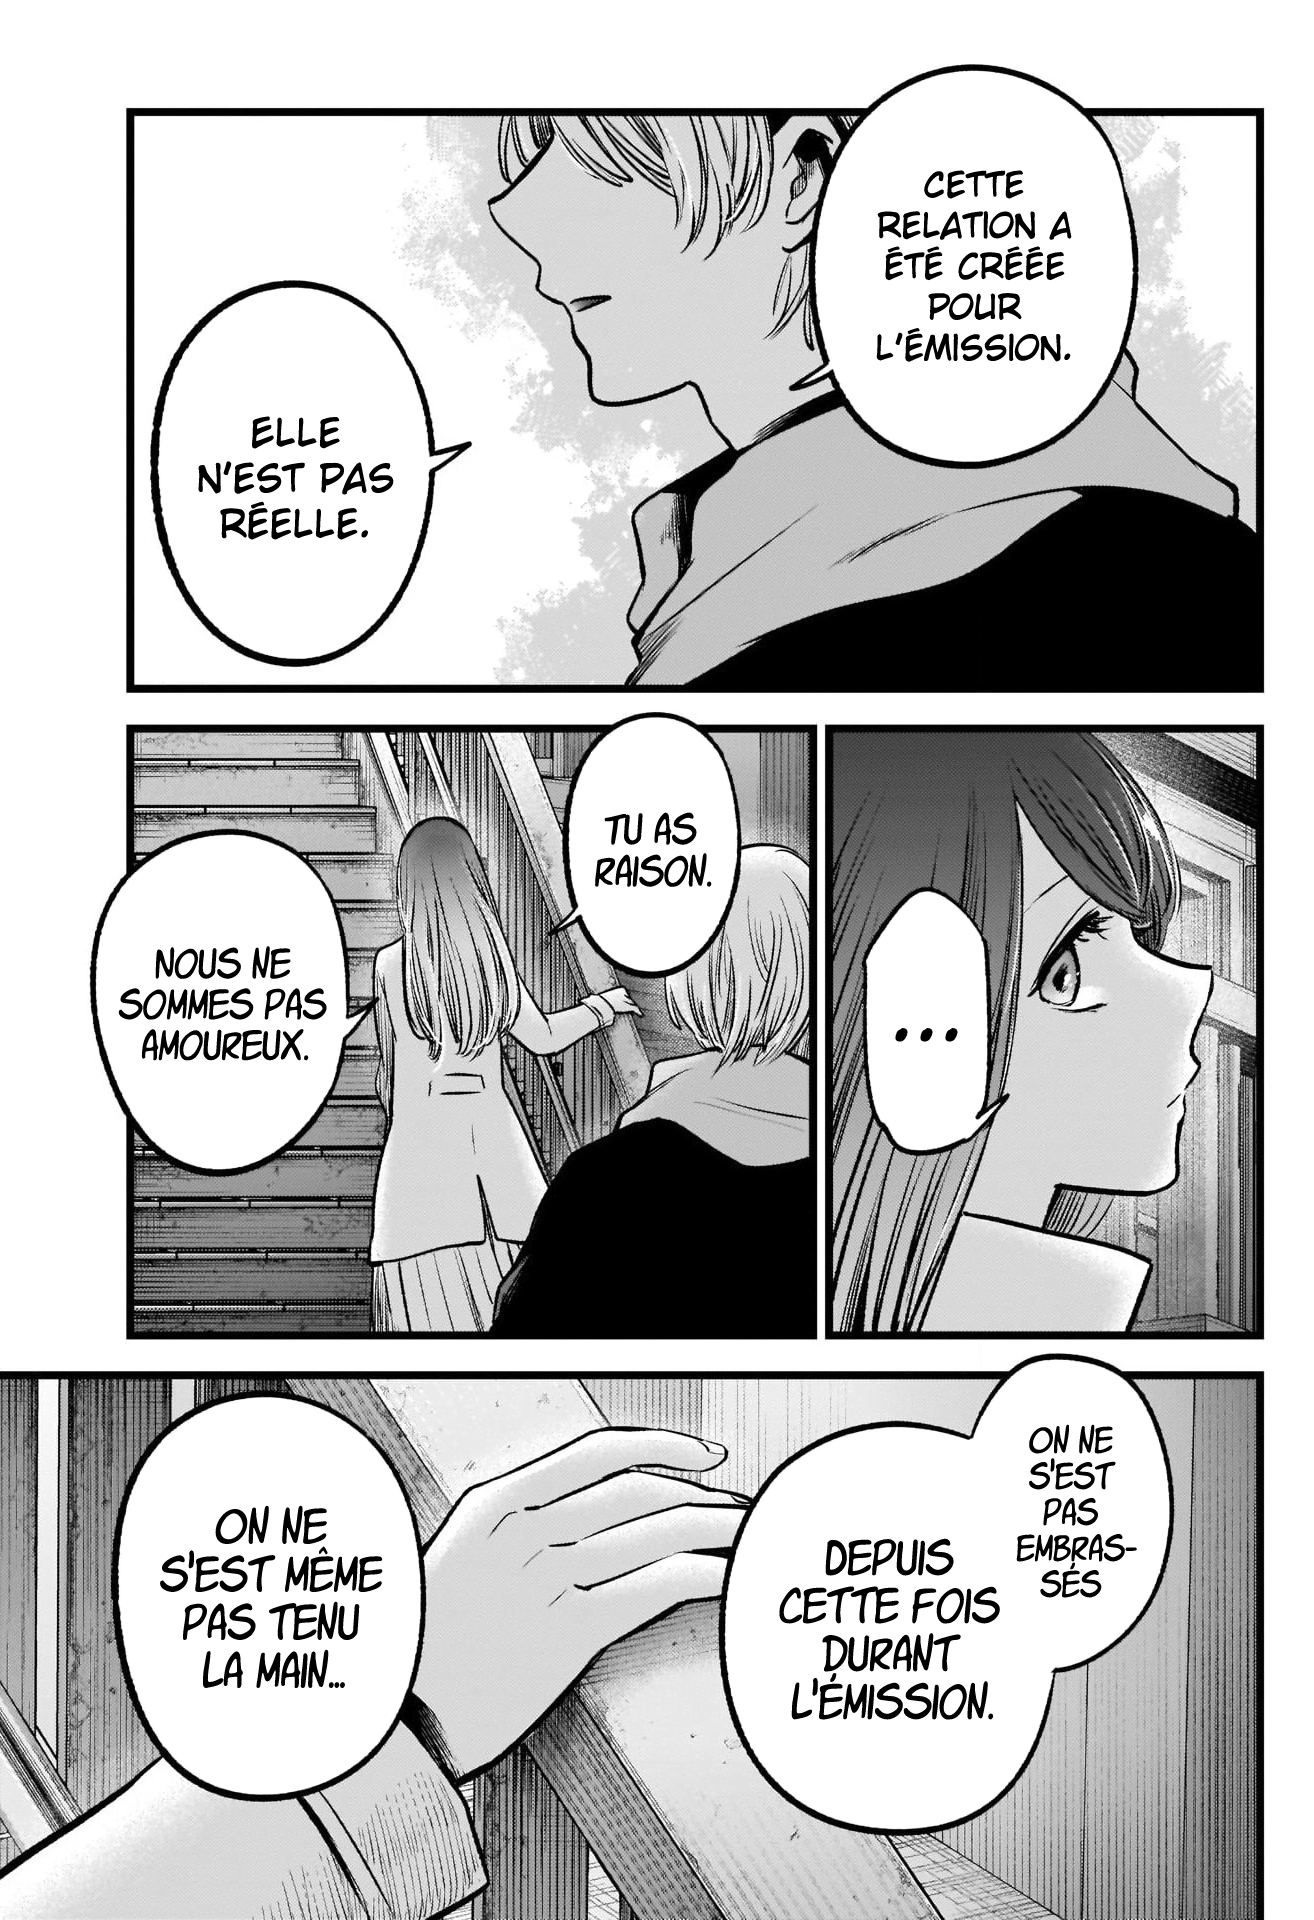 CETTE
RELATION A
ÉTÉ CRÉÉE
POUR
L'ÉMISSION.
ELLE
N'EST PAS
RÉELLE.
...
TU AS
RAISON.
NOUS NE
SOMMES PAS
AMOUREUX.
ON NE
S'EST
PAS
EMBRAS-
SÉS
DEPUIS
CETTE FOIS
DURANT
L'ÉMISSION.
ON NE
S'EST MÊME
PAS TENU
LA MAIN...